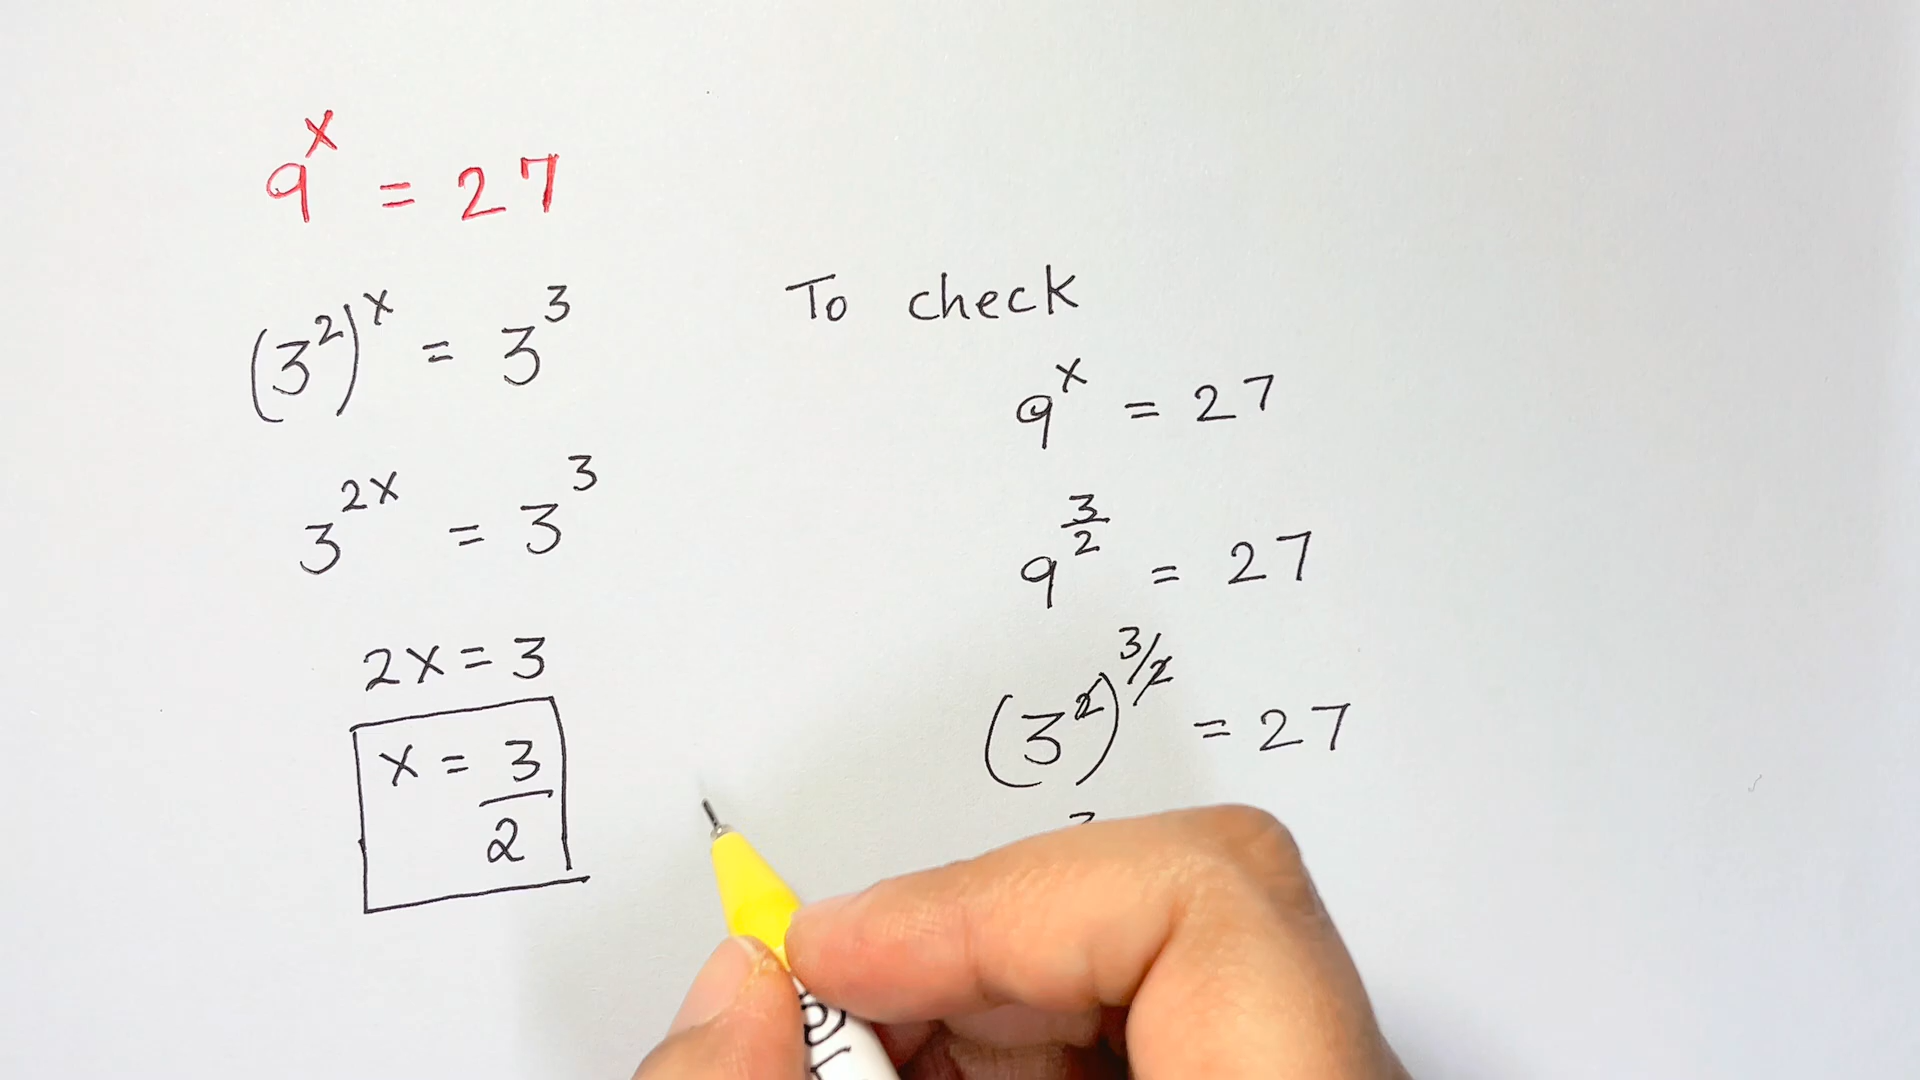 9^x = 27
(3^2)^x = 3^3
3^{2x} = 3^3
2x = 3
x = 3/2
To check
9^x = 27
9^{3/2} = 27
(3^2)^{3/2} = 27